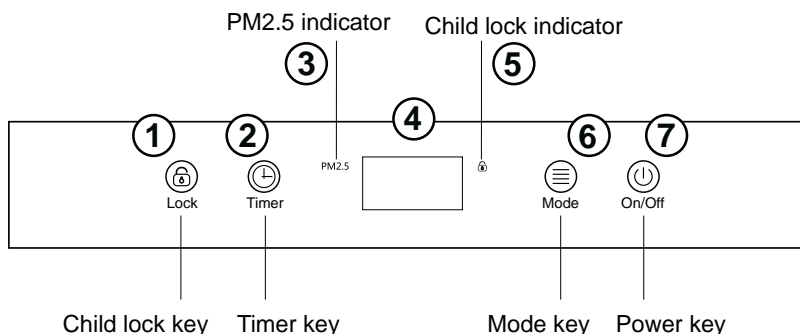 PM2.5 indicator Child lock indicator
3 5
1 2 4 6 7
PM2.5
Lock Timer Mode On/Off
Child lock key Timer key Mode key Power key